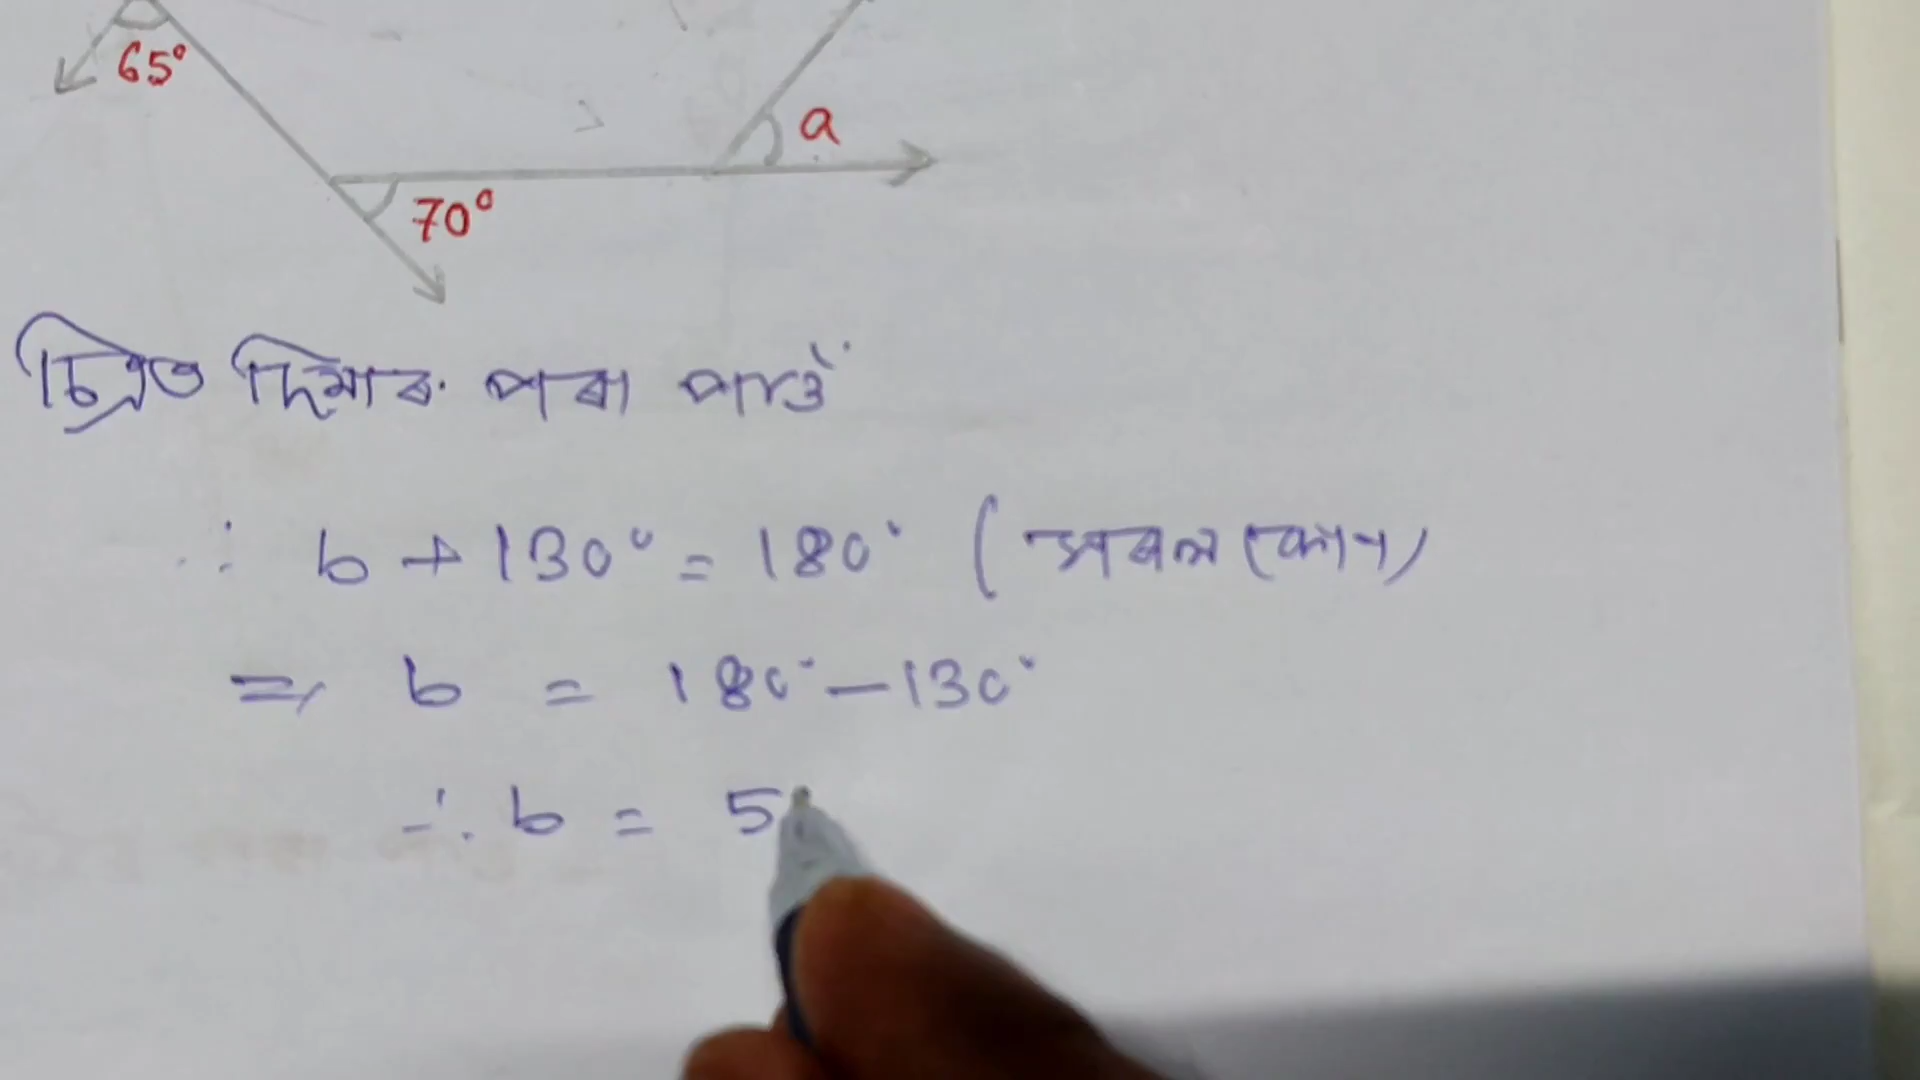 65°
a
70°
চিত্ৰত দিয়াৰ পৰা পাওঁ
∴ b + 130° = 180° (সৰল কোণ)
⇒ b = 180° – 130°
∴ b = 5